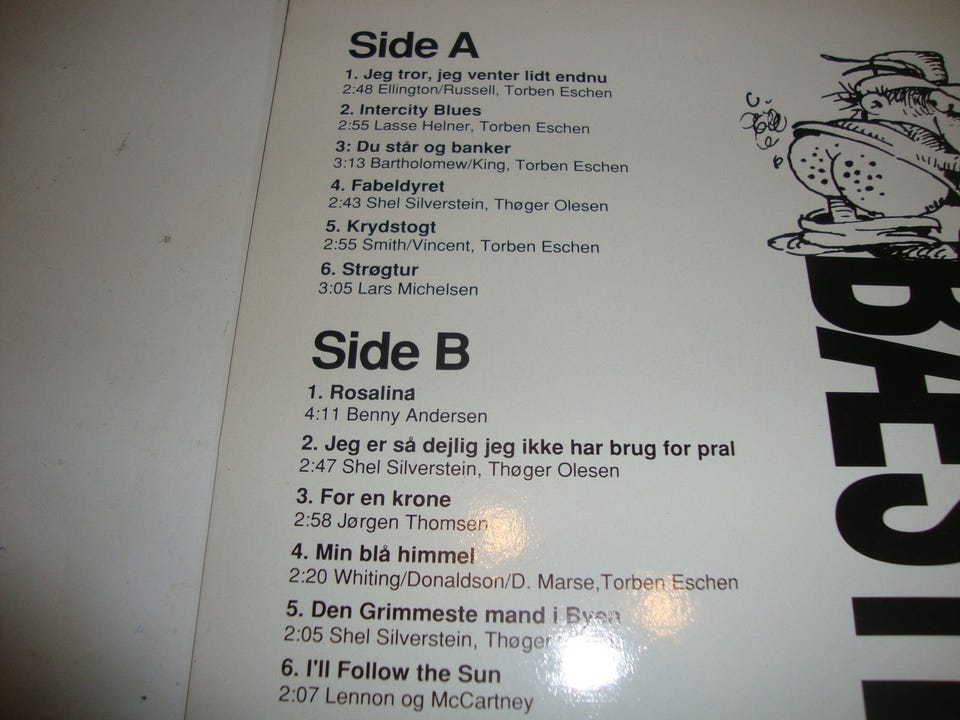 Side A
1. Jeg tror, jeg venter lidt endnu
2:48 Ellington/Russell, Torben Eschen
2. Intercity Blues
2:55 Lasse Helner, Torben Eschen
3: Du står og banker
3:13 Bartholomew/King, Torben Eschen
4. Fabeldyret
2:43 Shel Silverstein, Thøger Olesen
5. Krydstogt
2:55 Smith/Vincent, Torben Eschen
6. Strøgtur
3:05 Lars Michelsen
Side B
1. Rosalina
4:11 Benny Andersen
2. Jeg er så dejlig jeg ikke har brug for pral
2:47 Shel Silverstein, Thøger Olesen
3. For en krone
2:58 Jørgen Thomsen
4. Min blå himmel
2:20 Whiting/Donaldson/D. Marse,Torben Eschen
5. Den Grimmeste mand i Byen
2:05 Shel Silverstein, Thøger
6. I'll Follow the Sun
2:07 Lennon og McCartney